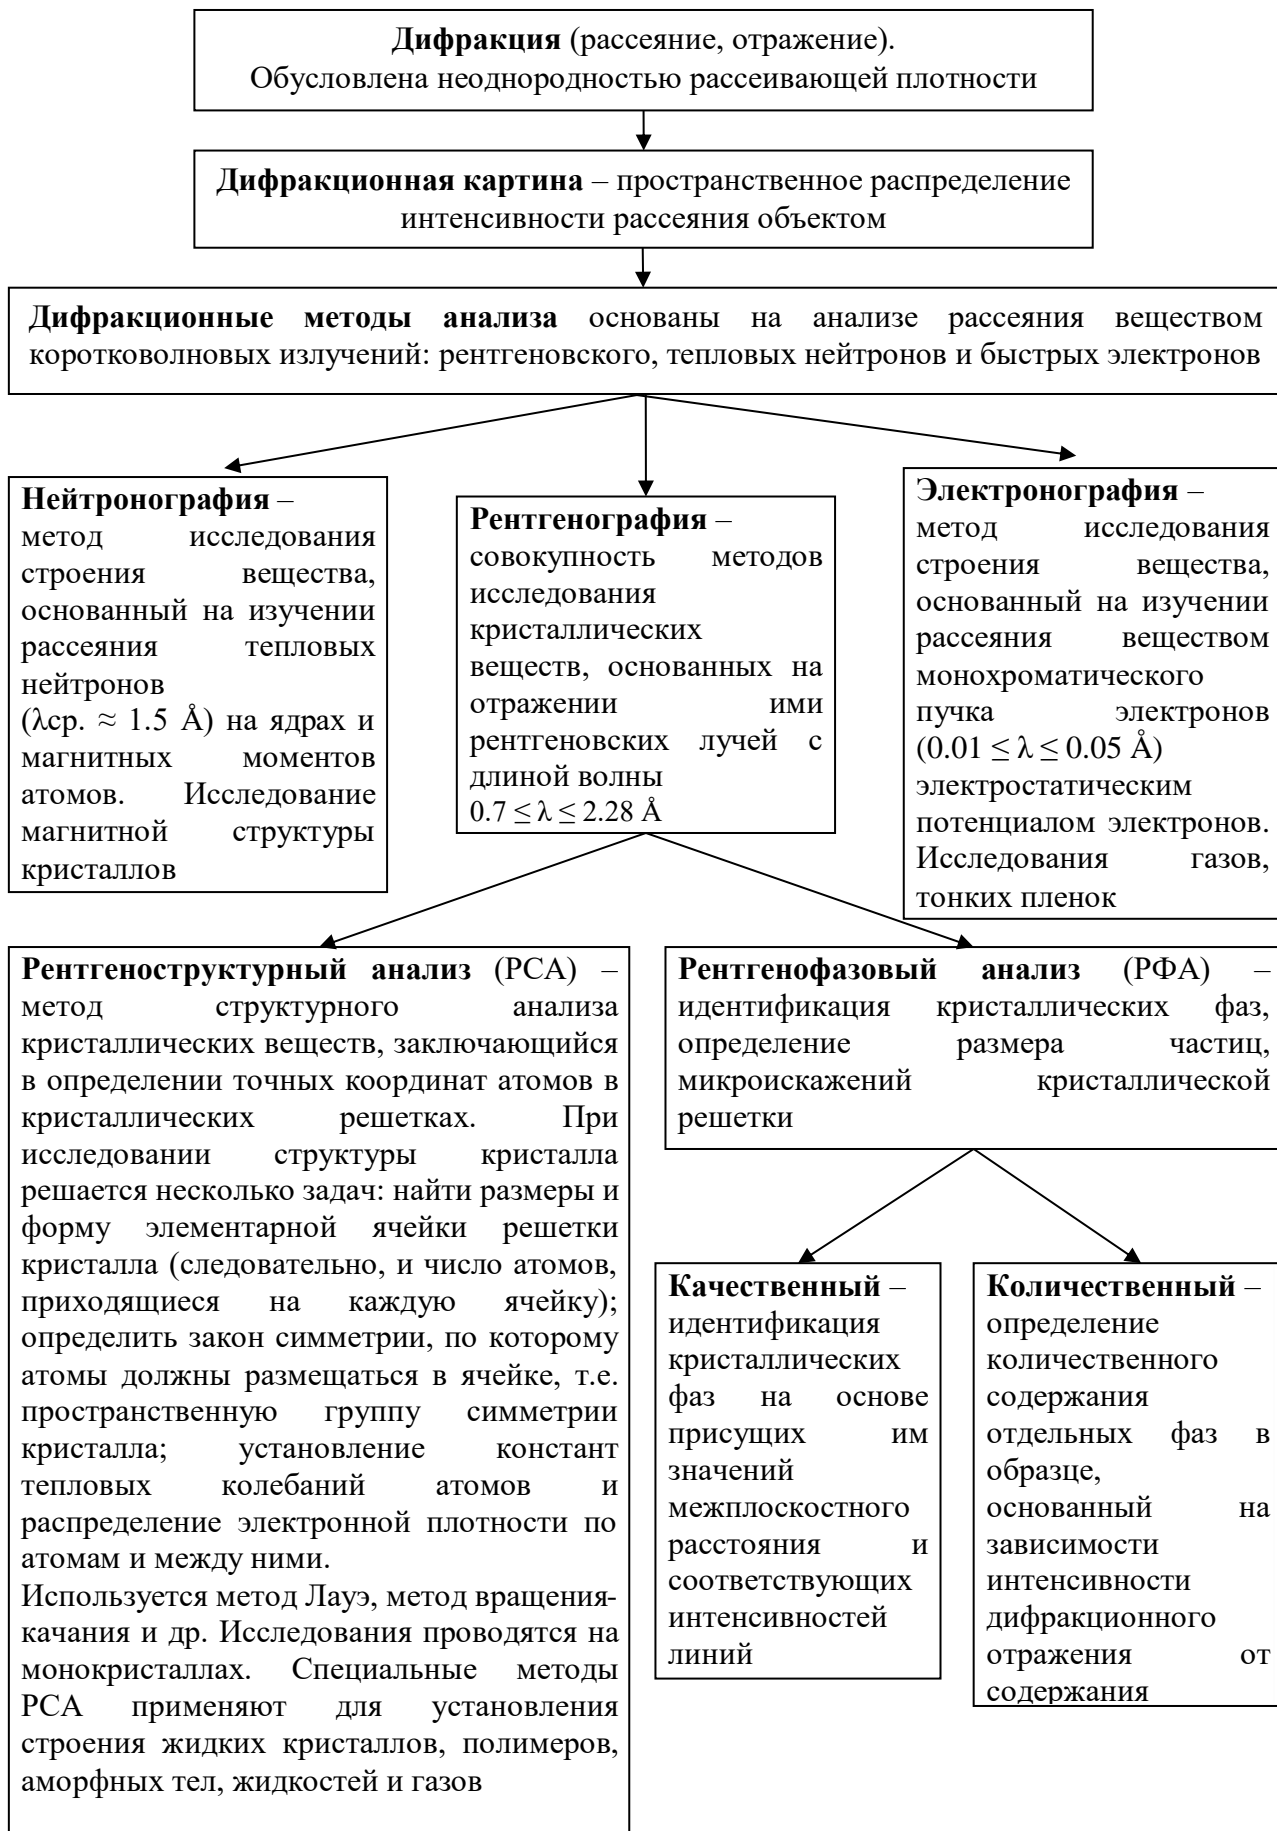 Дифракция (рассеяние, отражение).
Обусловлена неоднородностью рассеивающей плотности
Дифракционная картина – пространственное распределение
интенсивности рассеяния объектом
Дифракционные методы анализа основаны на анализе рассеяния веществом
коротковолновых излучений: рентгеновского, тепловых нейтронов и быстрых электронов
Нейтронография –
метод исследования
строения вещества,
основанный на изучении
рассеяния тепловых
нейтронов
(λср. ≈ 1.5 Å) на ядрах и
магнитных моментов
атомов. Исследование
магнитной структуры
кристаллов
Рентгенография –
совокупность методов
исследования
кристаллических
веществ, основанных на
отражении ими
рентгеновских лучей с
длиной волны
0.7 ≤ λ ≤ 2.28 Å
Электронография –
метод исследования
строения вещества,
основанный на изучении
рассеяния веществом
монохроматического
пучка электронов
(0.01 ≤ λ ≤ 0.05 Å)
электростатическим
потенциалом электронов.
Исследования газов,
тонких пленок
Рентгеноструктурный анализ (РСА) –
метод структурного анализа
кристаллических веществ, заключающийся
в определении точных координат атомов в
кристаллических решетках. При
исследовании структуры кристалла
решается несколько задач: найти размеры и
форму элементарной ячейки решетки
кристалла (следовательно, и число атомов,
приходящиеся на каждую ячейку);
определить закон симметрии, по которому
атомы должны размещаться в ячейке, т.е.
пространственную группу симметрии
кристалла; установление констант
тепловых колебаний атомов и
распределение электронной плотности по
атомам и между ними.
Используется метод Лауэ, метод вращения-
качания и др. Исследования проводятся на
монокристаллах. Специальные методы
РСА применяют для установления
строения жидких кристаллов, полимеров,
аморфных тел, жидкостей и газов
Рентгенофазовый анализ (РФА) –
идентификация кристаллических фаз,
определение размера частиц,
микроискажений кристаллической
решетки
Качественный –
идентификация
кристаллических
фаз на основе
присущих им
значений
межплоскостного
расстояния и
соответствующих
интенсивностей
линий
Количественный –
определение
количественного
содержания
отдельных фаз в
образце,
основанный на
зависимости
интенсивности
дифракционного
отражения от
содержания